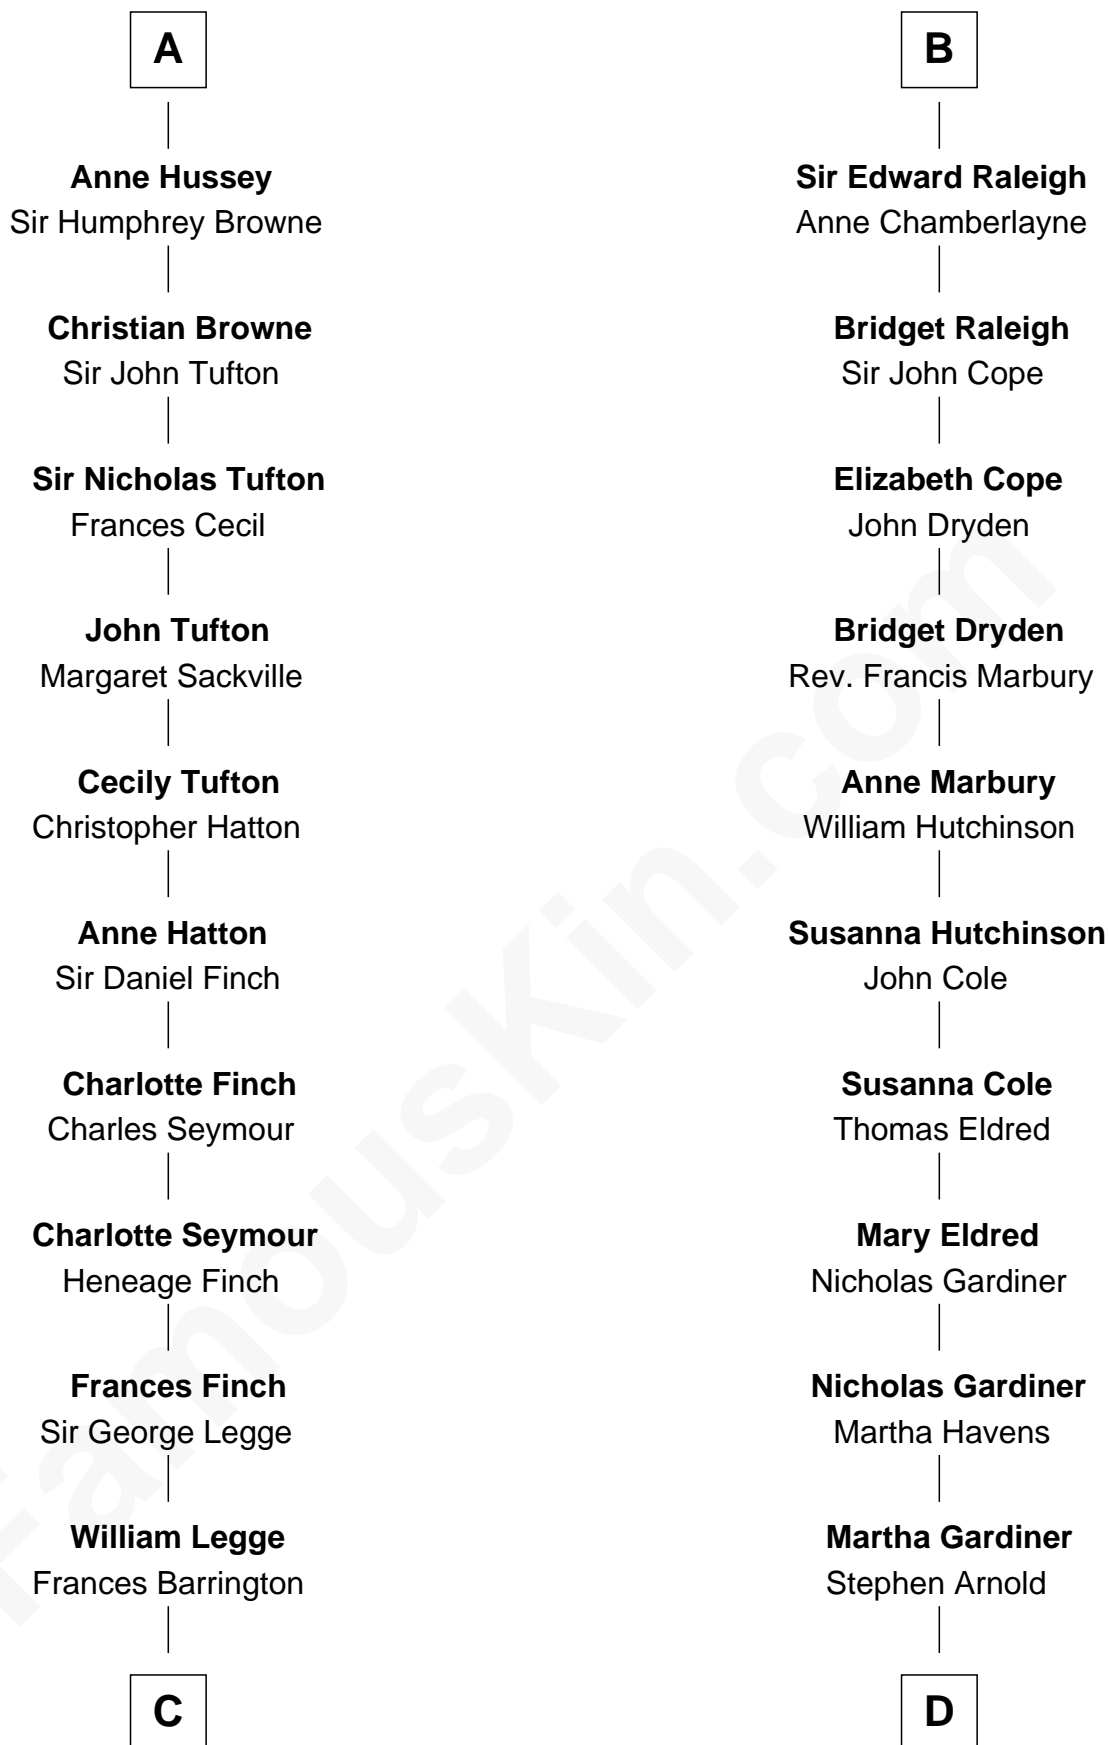 A
Anne Hussey
Sir Humphrey Browne
Christian Browne
Sir John Tufton
Sir Nicholas Tufton
Frances Cecil
John Tufton
Margaret Sackville
Cecily Tufton
Christopher Hatton
Anne Hatton
Sir Daniel Finch
Charlotte Finch
Charles Seymour
Charlotte Seymour
Heneage Finch
Frances Finch
Sir George Legge
William Legge
Frances Barrington
C
B
Sir Edward Raleigh
Anne Chamberlayne
Bridget Raleigh
Sir John Cope
Elizabeth Cope
John Dryden
Bridget Dryden
Rev. Francis Marbury
Anne Marbury
William Hutchinson
Susanna Hutchinson
John Cole
Susanna Cole
Thomas Eldred
Mary Eldred
Nicholas Gardiner
Nicholas Gardiner
Martha Havens
Martha Gardiner
Stephen Arnold
D
FamousKin.com